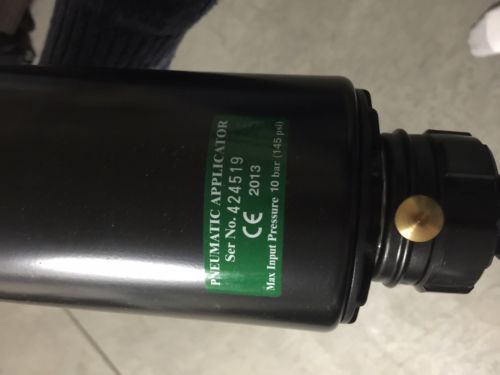 PNEUMATIC APPLICATOR
Ser No. 424519
CE 2013
Max Input Pressure 10 bar (145 psi)